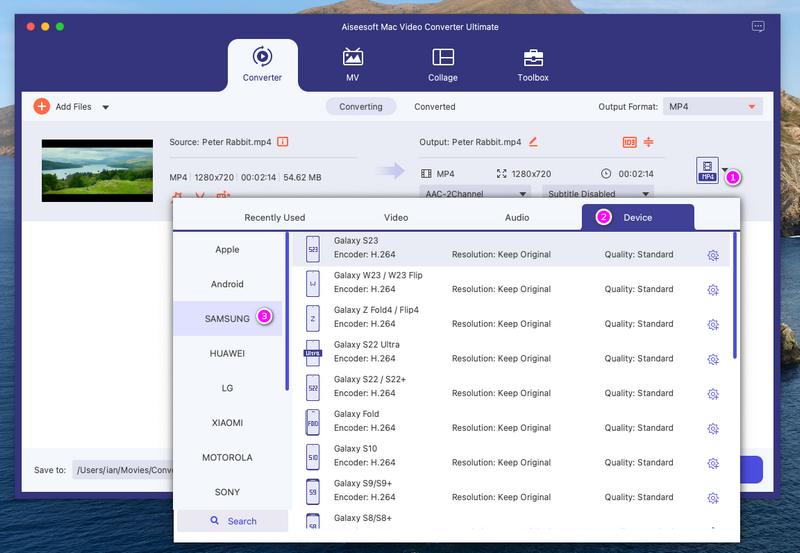 Aiseesoft Mac Video Converter Ultimate
Converter
MV
Collage
Toolbox
Add Files
Converting
Converted
Output Format:
MP4
Source: Peter Rabbit.mp4
Output: Peter Rabbit.mp4
ID3
MP4 1280x720 00:02:14 54.62 MB
MP4
1280x720
00:02:14
MP4
1
AAC-2Channel
Subtitle Disabled
Recently Used
Video
Audio
2
Device
Apple
Android
SAMSUNG
3
HUAWEI
LG
XIAOMI
MOTOROLA
SONY
Search
S23
Galaxy S23
Encoder: H.264 Resolution: Keep Original Quality: Standard
W
Galaxy W23 / W23 Flip
Encoder: H.264 Resolution: Keep Original Quality: Standard
Z
Galaxy Z Fold4 / Flip4
Encoder: H.264 Resolution: Keep Original Quality: Standard
Ultra
Galaxy S22 Ultra
Encoder: H.264 Resolution: Keep Original Quality: Standard
S22
Galaxy S22 / S22+
Encoder: H.264 Resolution: Keep Original Quality: Standard
FOLD
Galaxy Fold
Encoder: H.264 Resolution: Keep Original Quality: Standard
S10
Galaxy S10
Encoder: H.264 Resolution: Keep Original Quality: Standard
S9
Galaxy S9/S9+
Encoder: H.264 Resolution: Keep Original Quality: Standard
S8
Galaxy S8/S8+
Save to:
/Users/ian/Movies/Conv